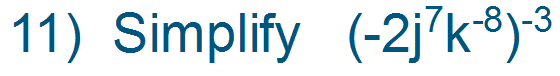 11) Simplify (-2j⁷k⁻⁸)⁻³